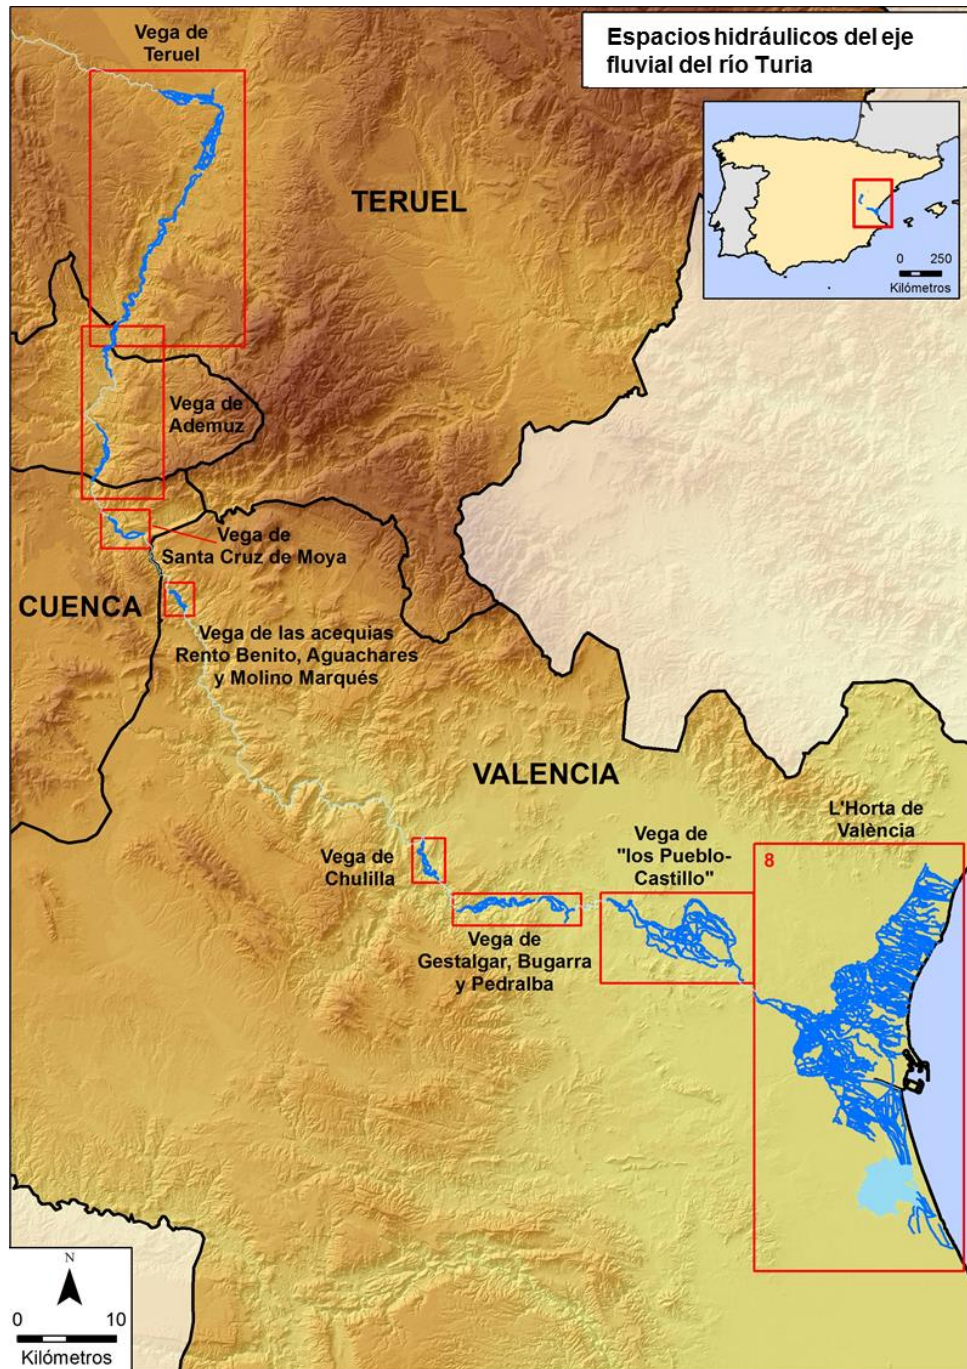 Espacios hidráulicos del eje
fluvial del río Turia
Vega de
Teruel
TERUEL
0 250
Kilómetros
Vega de
Ademuz
Vega de
Santa Cruz de Moya
CUENCA
Vega de las acequias
Rento Benito, Aguachares
y Molino Marqués
VALENCIA
L'Horta de
València
Vega de
"los Pueblo-
Castillo"
8
Vega de
Chulilla
Vega de
Gestalgar, Bugarra
y Pedralba
N
0 10
Kilómetros